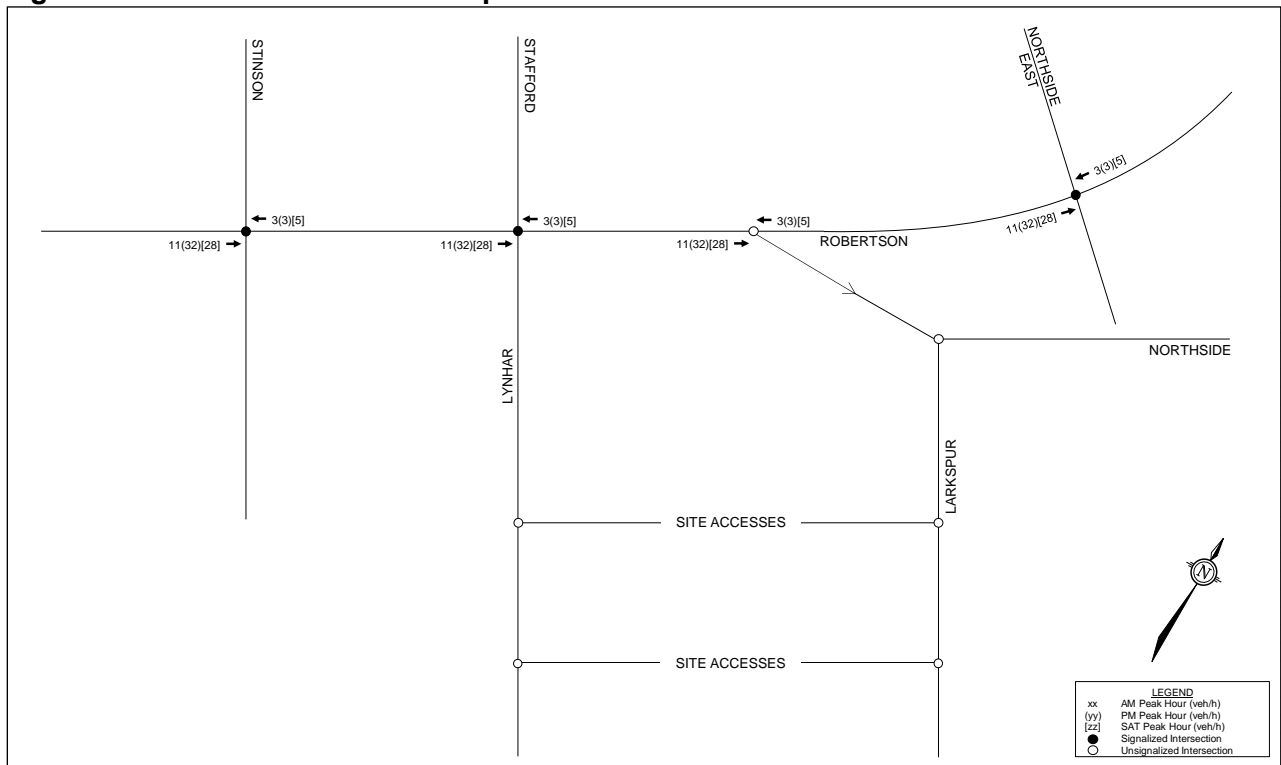 STINSON
STAFFORD
NORTHSIDE
EAST
3(3)[5]
11(32)[28]
3(3)[5]
11(32)[28]
3(3)[5]
11(32)[28]
3(3)[5]
11(32)[28]
ROBERTSON
NORTHSIDE
LYNHAR
LARKSPUR
SITE ACCESSES
SITE ACCESSES
N
LEGEND
xx AM Peak Hour (veh/h)
(yy) PM Peak Hour (veh/h)
[zz] SAT Peak Hour (veh/h)
Signalized Intersection
Unsignalized Intersection